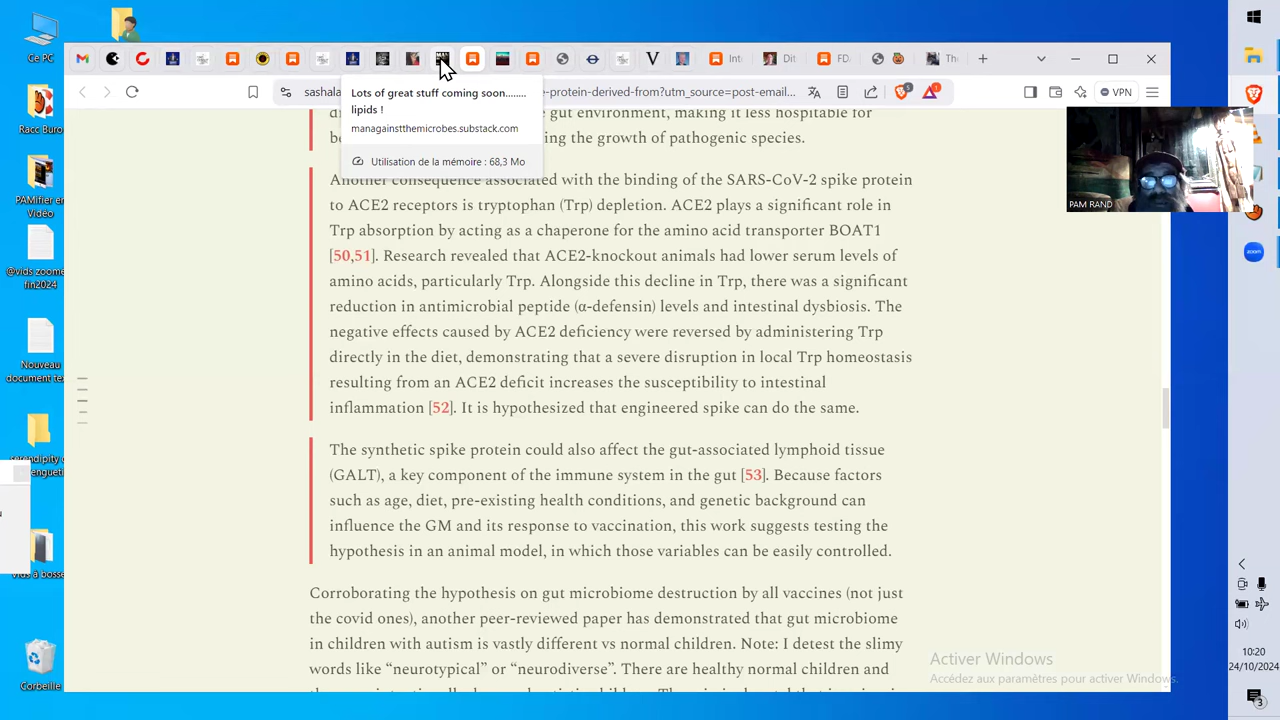 Ce PC
Racc Buro
PAMifier en
Vidéo
@vids zoome
fin2024
Nouveau
document te
serendipity d
vids à bosse
Corbeille
Int
Dit
FD
Th
sashala
e-protein-derived-from?utm_source=post-email...
VPN
Lots of great stuff coming soon........
lipids !
managainstthemicrobes.substack.com
Utilisation de la mémoire : 68,3 Mo
PAM RAND
zoom
gut environment, making it less hospitable for
ing the growth of pathogenic species.
Another consequence associated with the binding of the SARS-CoV-2 spike protein
to ACE2 receptors is tryptophan (Trp) depletion. ACE2 plays a significant role in
Trp absorption by acting as a chaperone for the amino acid transporter BOAT1
[50,51]. Research revealed that ACE2-knockout animals had lower serum levels of
amino acids, particularly Trp. Alongside this decline in Trp, there was a significant
reduction in antimicrobial peptide (α-defensin) levels and intestinal dysbiosis. The
negative effects caused by ACE2 deficiency were reversed by administering Trp
directly in the diet, demonstrating that a severe disruption in local Trp homeostasis
resulting from an ACE2 deficit increases the susceptibility to intestinal
inflammation [52]. It is hypothesized that engineered spike can do the same.
The synthetic spike protein could also affect the gut-associated lymphoid tissue
(GALT), a key component of the immune system in the gut [53]. Because factors
such as age, diet, pre-existing health conditions, and genetic background can
influence the GM and its response to vaccination, this work suggests testing the
hypothesis in an animal model, in which those variables can be easily controlled.
Corroborating the hypothesis on gut microbiome destruction by all vaccines (not just
the covid ones), another peer-reviewed paper has demonstrated that gut microbiome
in children with autism is vastly different vs normal children. Note: I detest the slimy
words like “neurotypical” or “neurodiverse”. There are healthy normal children and
Activer Windows
Accédez aux paramètres pour activer Windows.
10:20
24/10/2024